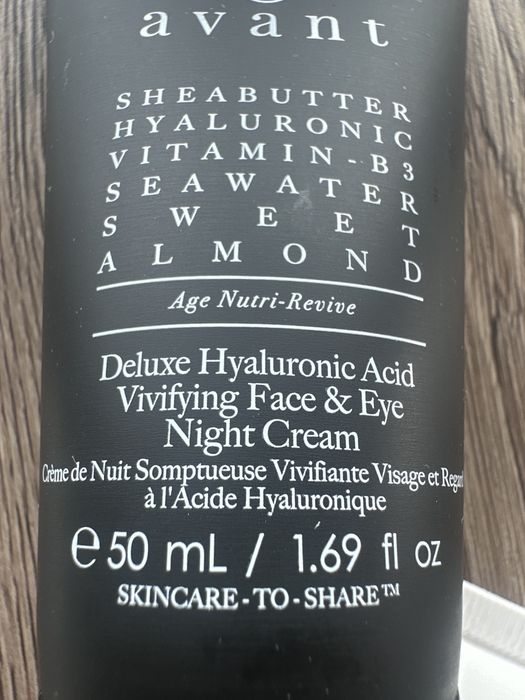 avant
SHEABUTTER
HYALURONIC
VITAMIN-B3
SEAWATER
SWEET
ALMOND
Age Nutri-Revive
Deluxe Hyaluronic Acid
Vivifying Face & Eye
Night Cream
Crème de Nuit Somptueuse Vivifiante Visage et
à l'Acide Hyaluronique
℮50 mL / 1.69 fl oz
SKINCARE-TO-SHARE™